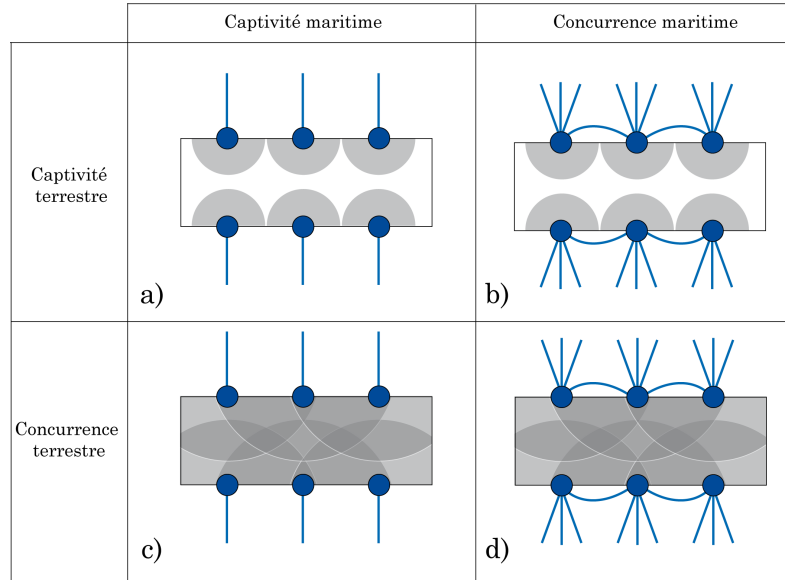 Captivité maritime
Concurrence maritime
Captivité
terrestre
a)
b)
Concurrence
terrestre
c)
d)